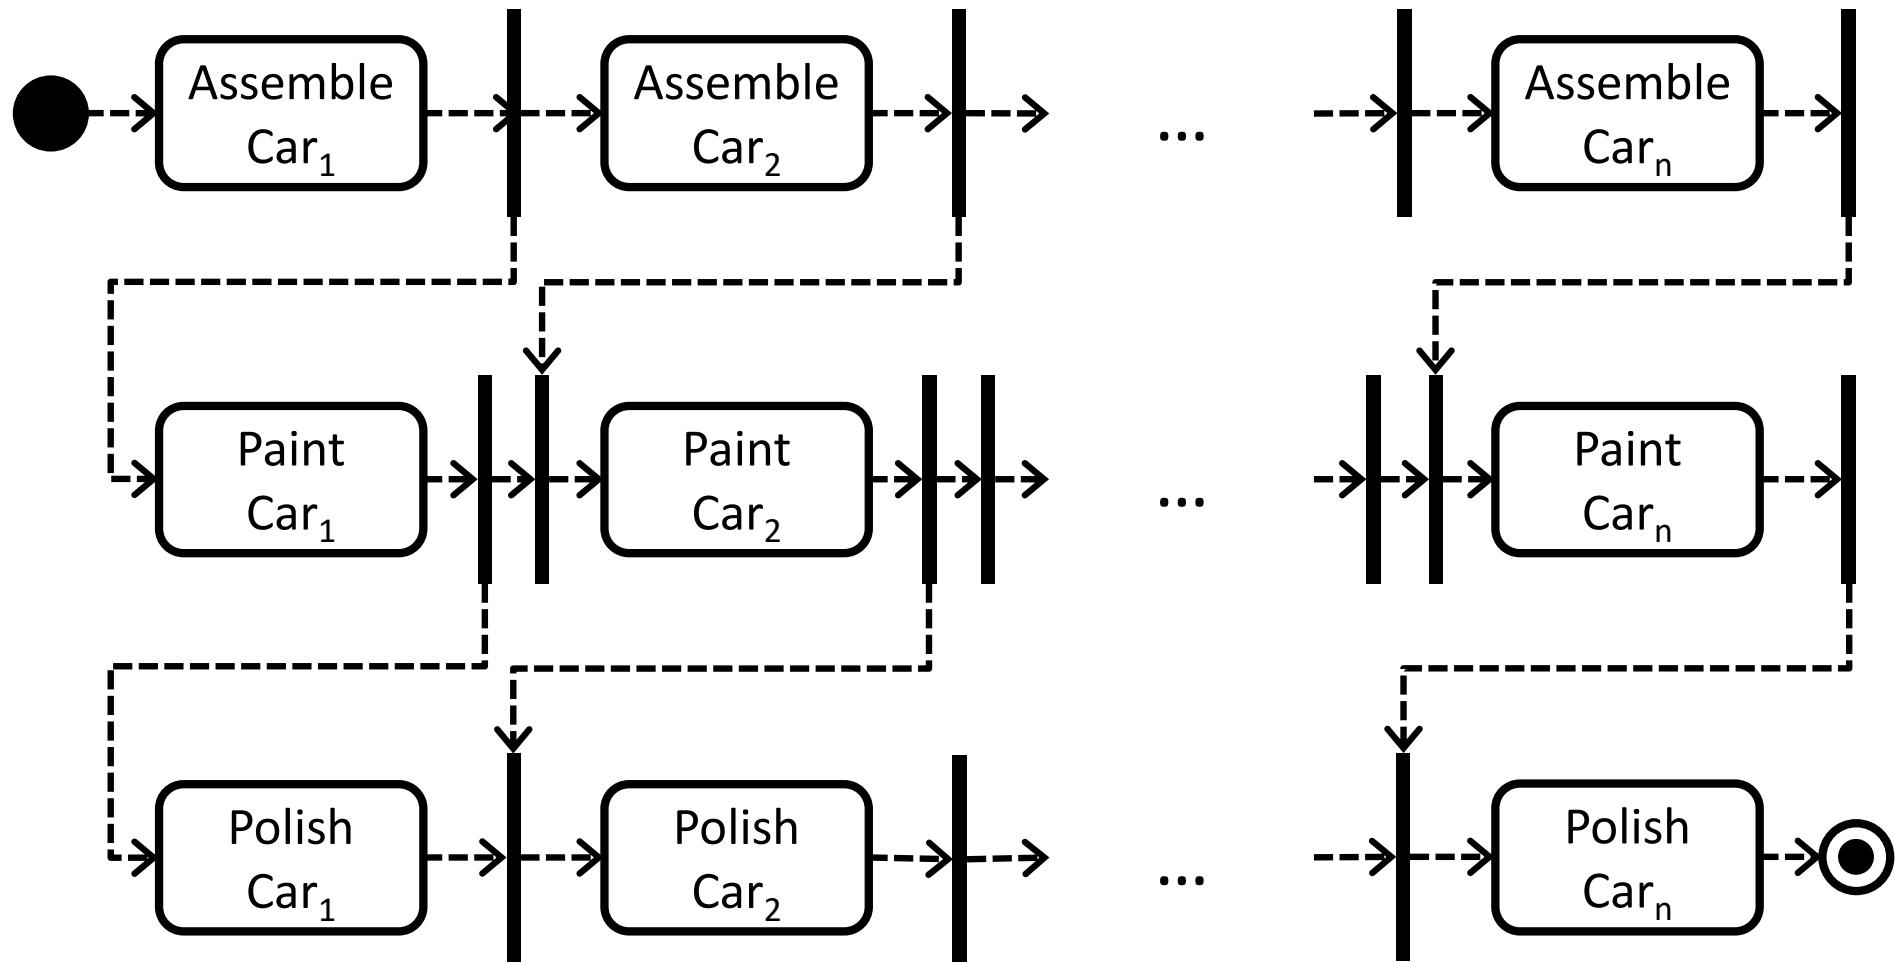 Assemble
Car₁
Assemble
Car₂
...
Assemble
Carₙ
Paint
Car₁
Paint
Car₂
...
Paint
Carₙ
Polish
Car₁
Polish
Car₂
...
Polish
Carₙ